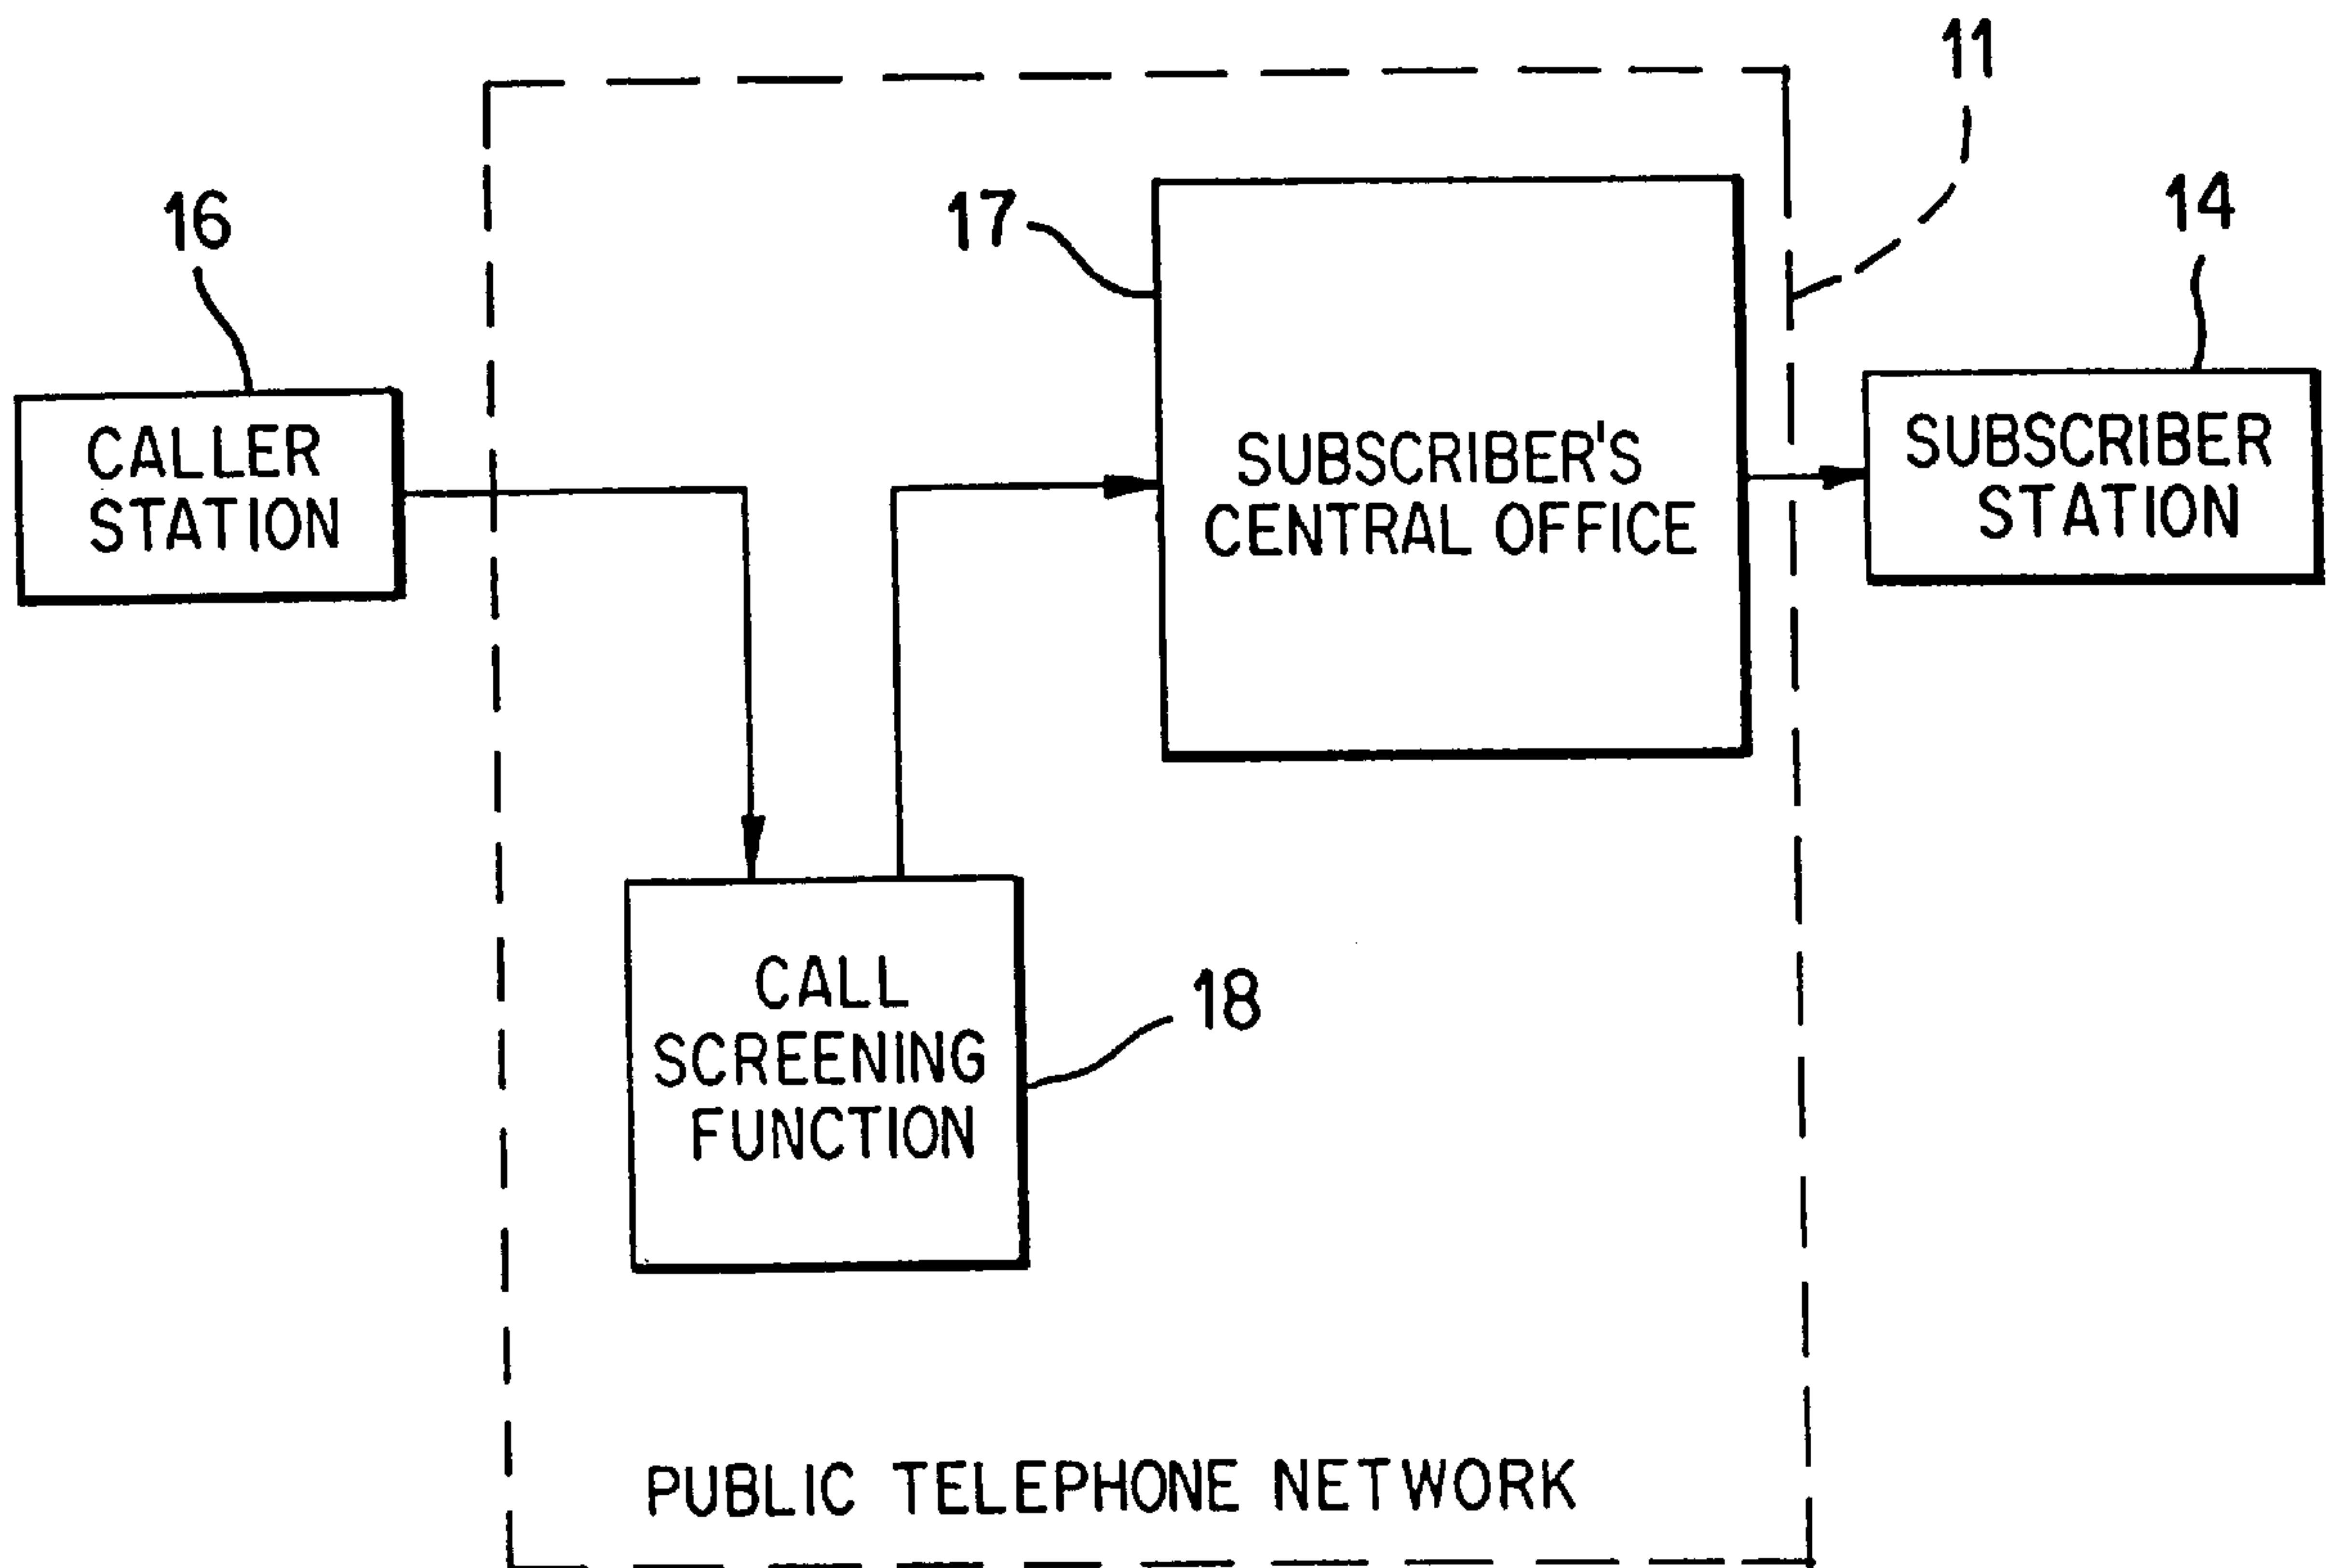 11
16
17
14
CALLER
STATION
SUBSCRIBER'S
CENTRAL OFFICE
SUBSCRIBER
STATION
CALL
SCREENING
FUNCTION
18
PUBLIC TELEPHONE NETWORK